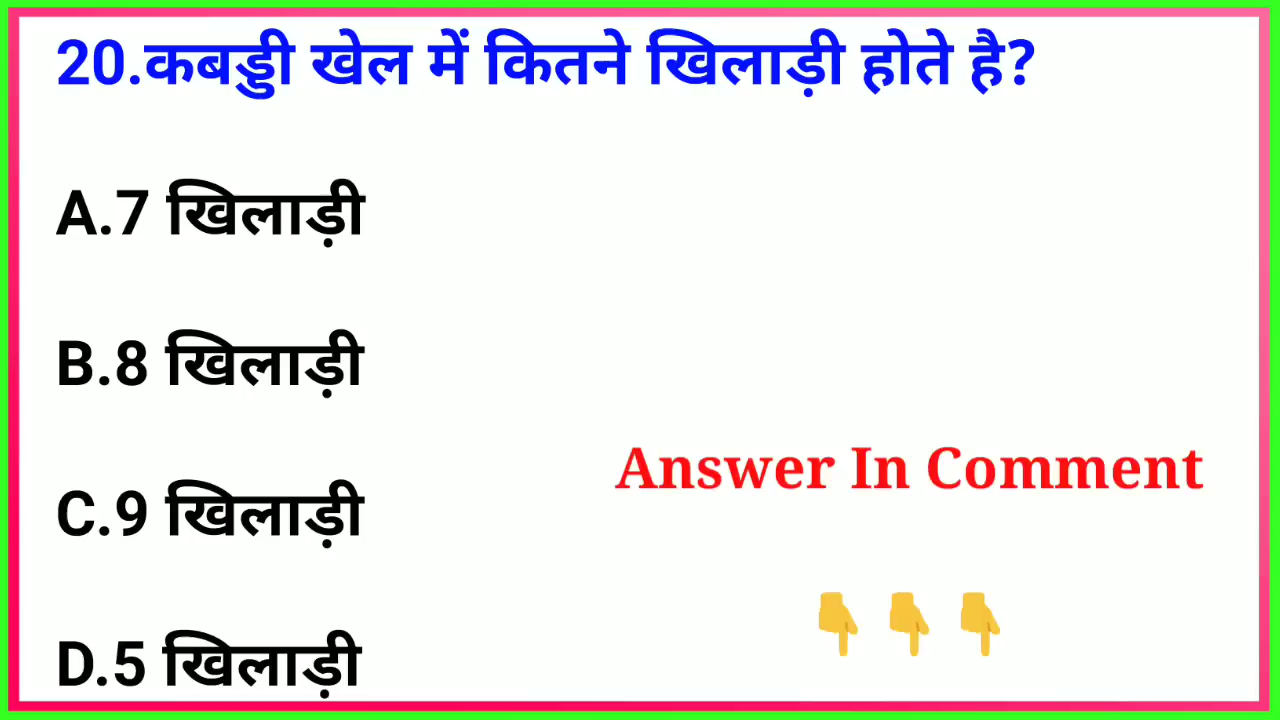 20.कबड्डी खेल में कितने खिलाड़ी होते है?
A.7 खिलाड़ी
B.8 खिलाड़ी
C.9 खिलाड़ी
Answer In Comment
D.5 खिलाड़ी